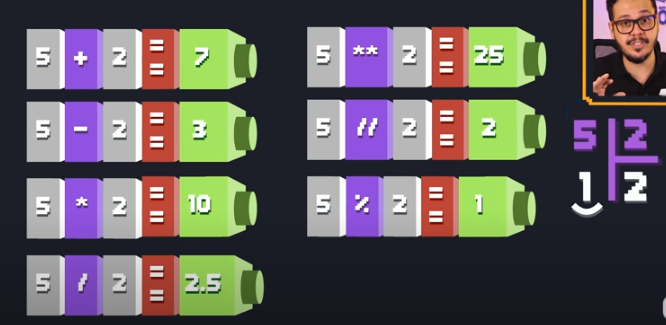 5 + 2 == 7
5 - 2 == 3
5 * 2 == 10
5 / 2 == 2.5
5 ** 2 == 25
5 // 2 == 2
5 % 2 == 1
5 2
1 2